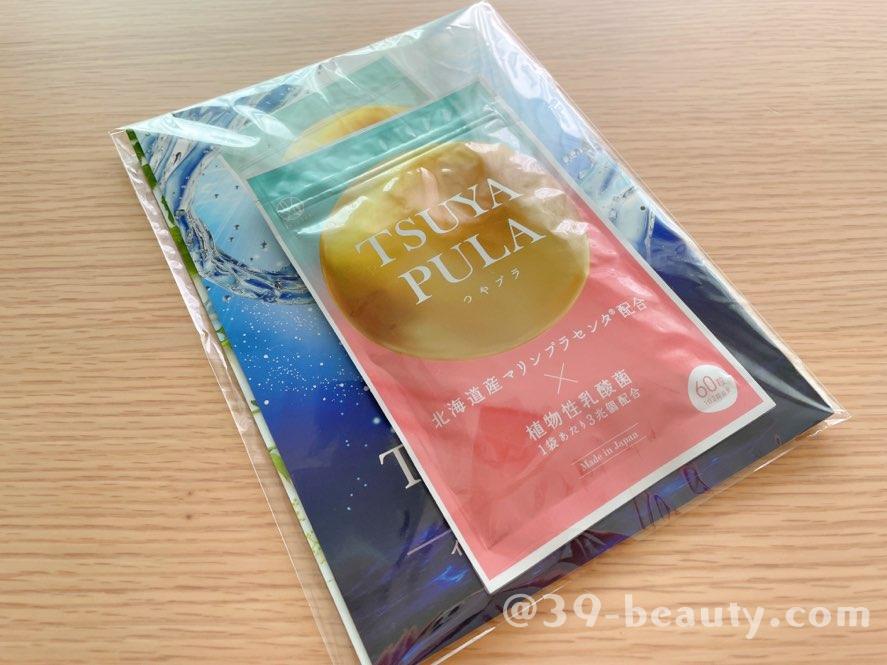 TSUYA
PULA
つやプラ
北海道産マリンプラセンタ®配合
×
植物性乳酸菌
1袋あたり3兆個配合
60粒
Made in Japan
@39-beauty.com